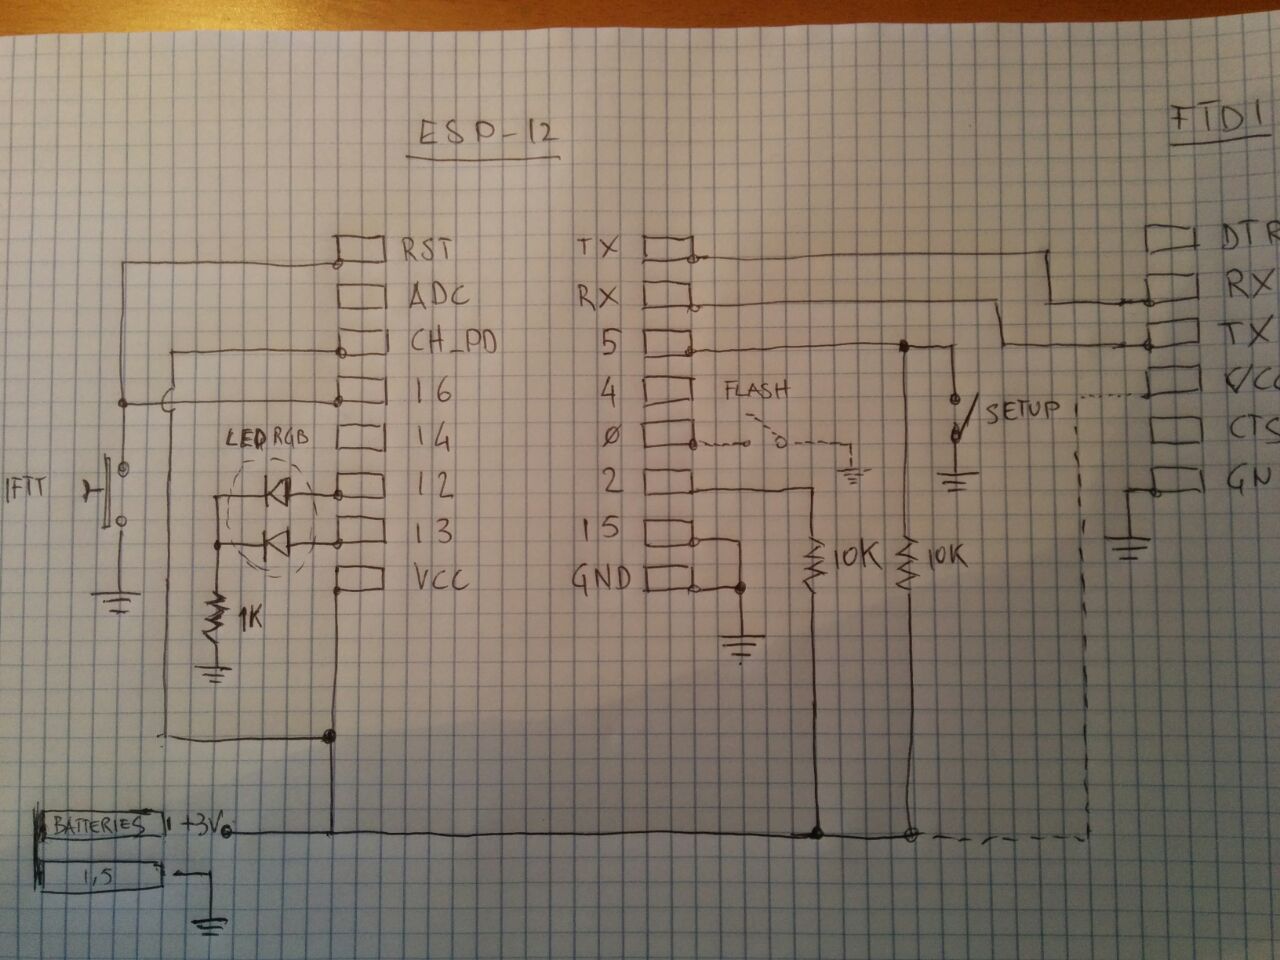 ESP-12
FTDI
RST
ADC
CH_PD
16
14
12
13
VCC
TX
RX
5
4
Ø
2
15
GND
FLASH
SETUP
DTR
RX
TX
VCC
CTS
GN
LED RGB
IFTT
1K
10K
10K
BATTERIES
+3V
1,5